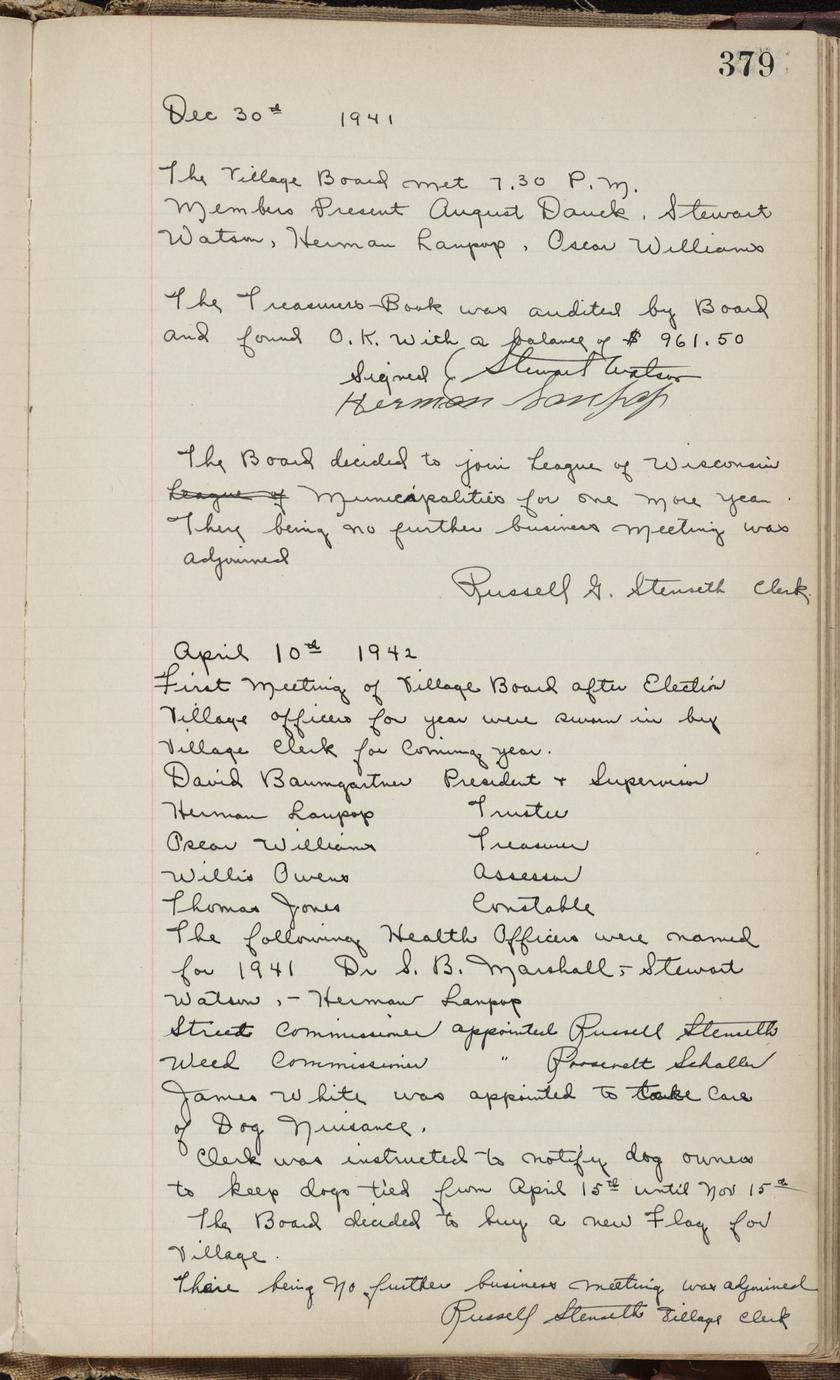 379
Dec 30th 1941
The Village Board met 7.30 P.M.
Members Present August Dauck, Stewart
Watson, Herman Laupop, Oscar Williams
The Treasurers Book was audited by Board
and found O.K. With a balance of $ 961.50
Signed ( Stewart Watson
Herman Laupop
The Board decided to join League of Wisconsin
League of Municipalities for one more year.
There being no further business meeting was
adjourned
Russell G. Stenseth Clerk.
April 10th 1942
First Meeting of Village Board after Election
Village officers for year were sworn in by
Village Clerk for Coming year.
David Baumgartner President + Supervisor
Herman Laupop Trustee
Oscar Williams Treasurer
Willis Owens Assessor
Thomas Jones Constable
The following Health Officers were named
for 1941 Dr S. B. Marshall,- Stewart
Watson,- Herman Laupop
Street Commissioner appointed Russell Stenseth
Weed Commissioner " Roosevelt Schaller
James White was appointed to take Care
of Dog Nuisance.
Clerk was instructed to notify dog owners
to keep dogs tied from April 15th until Nov 15th
The Board decided to buy a new Flag for
Village.
There being no further business meeting was adjourned
Russell Stenseth Village Clerk